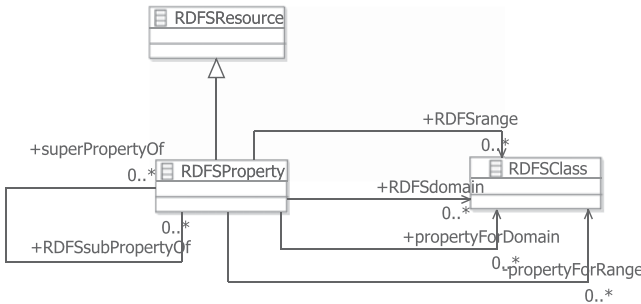 RDFSResource
+RDFSrange
+superPropertyOf
0..*
RDFSProperty
RDFSClass
0..*
+RDFSdomain
0..*
0..*
+RDFSsubPropertyOf
+propertyForDomain
0..*
-propertyForRange
0..*